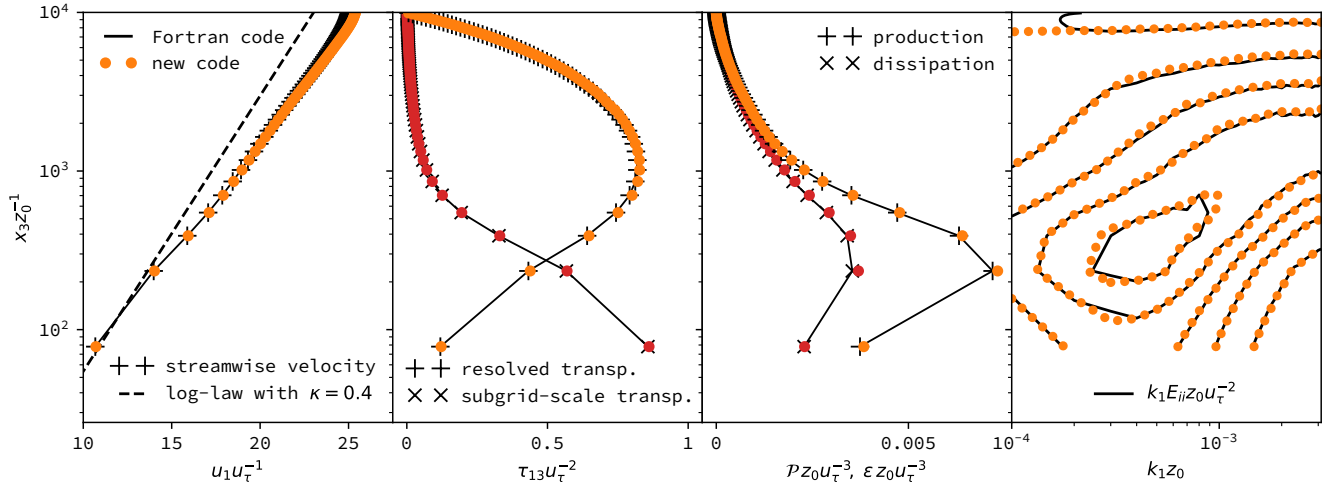 10⁴
10³
10²
x₃z₀⁻¹
Fortran code
new code
streamwise velocity
log-law with κ = 0.4
10
15
20
25
u₁u_τ⁻¹
resolved transp.
subgrid-scale transp.
0
0.5
1
τ₁₃u_τ⁻²
production
dissipation
0
0.005
𝒫z₀u_τ⁻³, εz₀u_τ⁻³
k₁E_ii z₀u_τ⁻²
10⁻⁴
10⁻³
k₁z₀